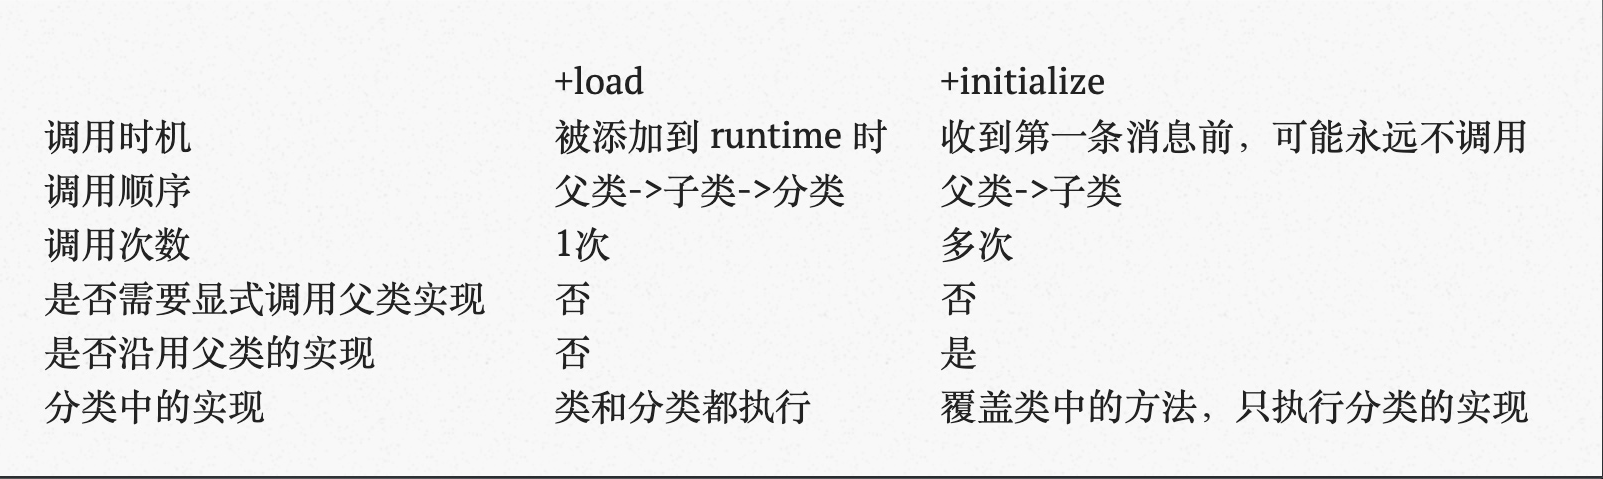 +load +initialize
调用时机 被添加到 runtime 时 收到第一条消息前，可能永远不调用
调用顺序 父类->子类->分类 父类->子类
调用次数 1次 多次
是否需要显式调用父类实现 否 否
是否沿用父类的实现 否 是
分类中的实现 类和分类都执行 覆盖类中的方法，只执行分类的实现